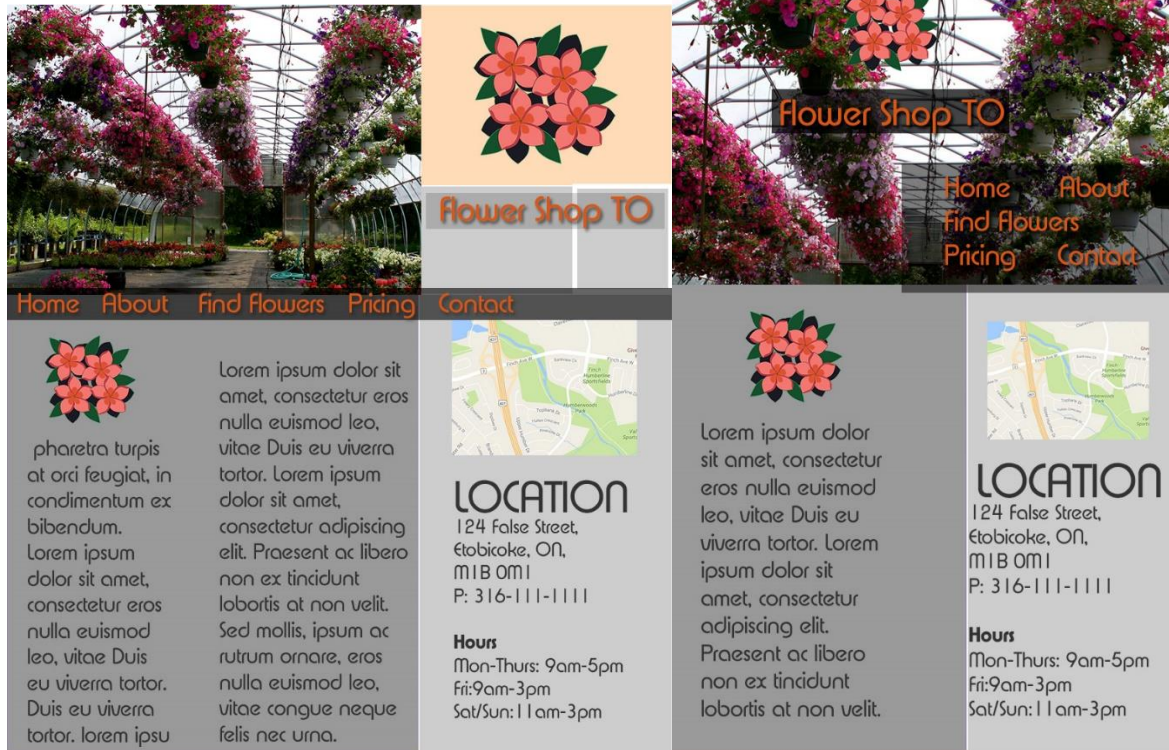 Flower Shop TO
Home About Find Flowers Pricing Contact
pharetra turpis
at orci feugiat, in
condimentum ex
bibendum.
Lorem ipsum
dolor sit amet,
consectetur eros
nulla euismod
leo, vitae Duis
eu viverra tortor.
Duis eu viverra
tortor. lorem ipsu
Lorem ipsum dolor sit
amet, consectetur eros
nulla euismod leo,
vitae Duis eu viverra
tortor. Lorem ipsum
dolor sit amet,
consectetur adipiscing
elit. Praesent ac libero
non ex tincidunt
lobortis at non velit.
Sed mollis, ipsum ac
rutrum ornare, eros
nulla euismod leo,
vitae congue neque
felis nec urna.
LOCATION
124 False Street,
Etobicoke, ON,
M1B 0M1
P: 316-111-1111
Hours
Mon-Thurs: 9am-5pm
Fri:9am-3pm
Sat/Sun:11am-3pm
Flower Shop TO
Home About
Find Flowers
Pricing Contact
Lorem ipsum dolor
sit amet, consectetur
eros nulla euismod
leo, vitae Duis eu
viverra tortor. Lorem
ipsum dolor sit
amet, consectetur
adipiscing elit.
Praesent ac libero
non ex tincidunt
lobortis at non velit.
LOCATION
124 False Street,
Etobicoke, ON,
M1B 0M1
P: 316-111-1111
Hours
Mon-Thurs: 9am-5pm
Fri:9am-3pm
Sat/Sun:11am-3pm